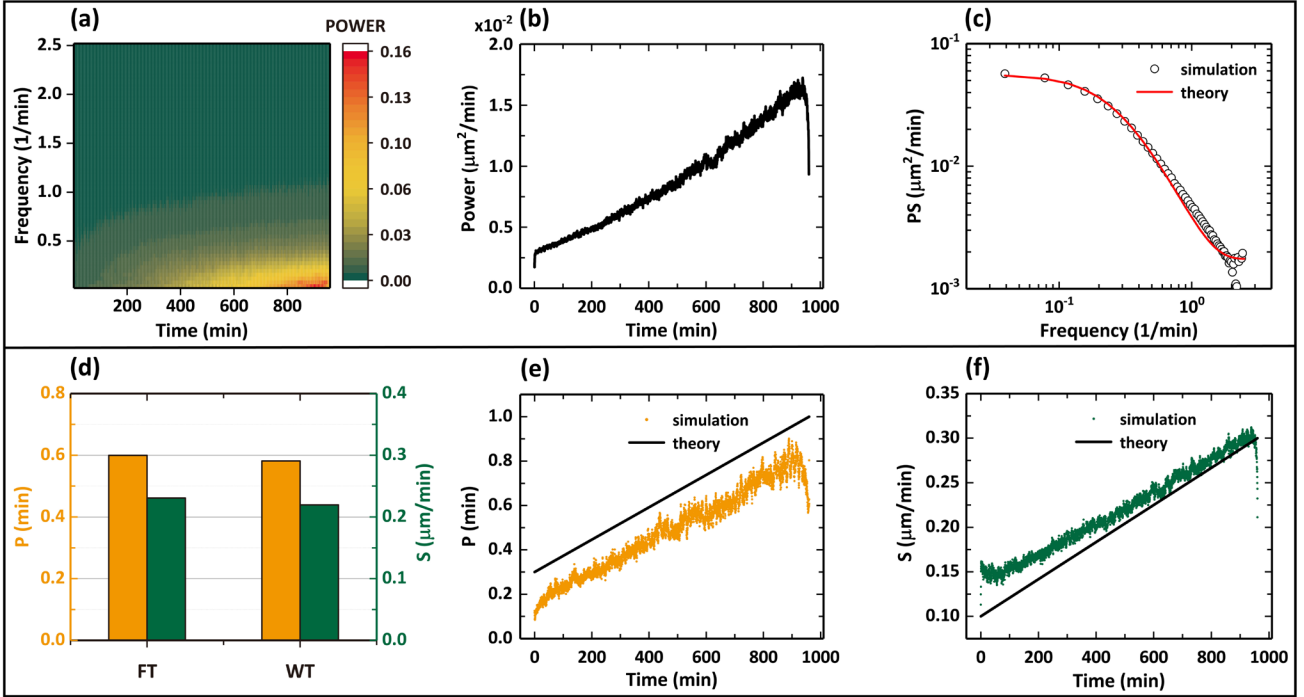 (a)
POWER
Frequency (1/min)
2.5
2.0
1.5
1.0
0.5
200
400
600
800
Time (min)
0.16
0.13
0.10
0.06
0.03
0.00
(b)
x10-2
Power (μm2/min)
2.0
1.5
1.0
0.5
0.0
0
200
400
600
800
1000
Time (min)
(c)
PS (μm2/min)
10-1
10-2
10-3
simulation
theory
10-1
100
Frequency (1/min)
(d)
P (min)
0.8
0.6
0.4
0.2
0.0
FT
WT
0.4
0.3
0.2
0.1
0.0
S (μm/min)
(e)
P (min)
1.0
0.8
0.6
0.4
0.2
0.0
simulation
theory
0
200
400
600
800
1000
Time (min)
(f)
S (μm/min)
0.35
0.30
0.25
0.20
0.15
0.10
simulation
theory
0
200
400
600
800
1000
Time (min)